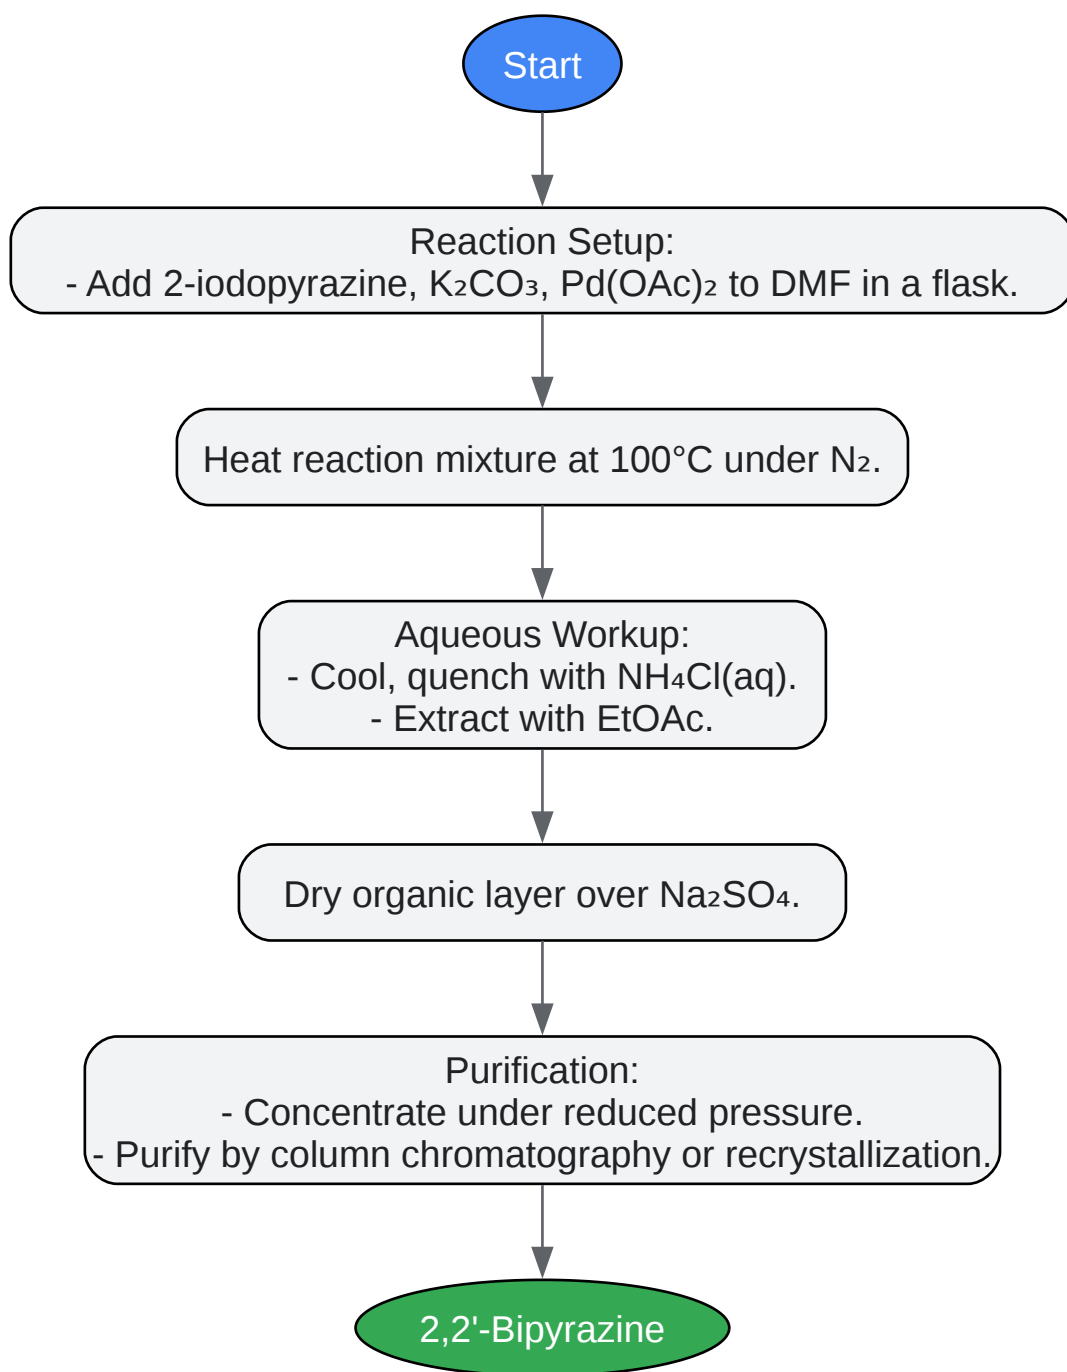 Start
Reaction Setup:
- Add 2-iodopyrazine, K₂CO₃, Pd(OAc)₂ to DMF in a flask.
Heat reaction mixture at 100°C under N₂.
Aqueous Workup:
- Cool, quench with NH₄Cl(aq).
- Extract with EtOAc.
Dry organic layer over Na₂SO₄.
Purification:
- Concentrate under reduced pressure.
- Purify by column chromatography or recrystallization.
2,2'-Bipyrazine